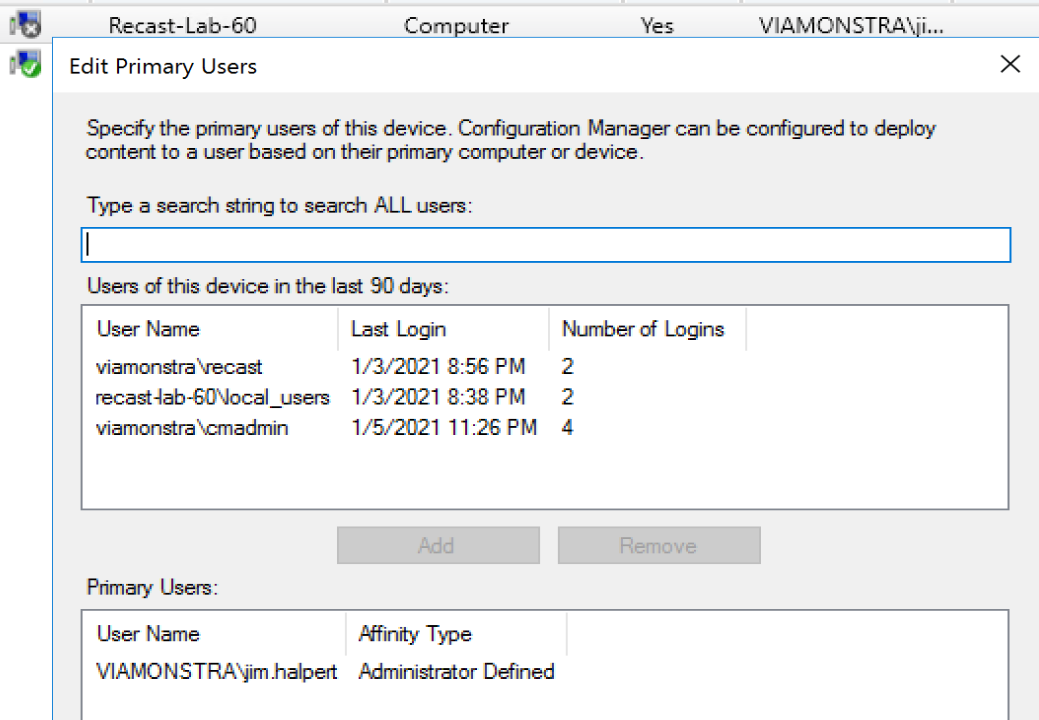 Recast-Lab-60 Computer Yes VIAMONSTRA\ji...
Edit Primary Users
Specify the primary users of this device. Configuration Manager can be configured to deploy
content to a user based on their primary computer or device.
Type a search string to search ALL users:
Users of this device in the last 90 days:
User Name Last Login Number of Logins
viamonstra\recast 1/3/2021 8:56 PM 2
recast-lab-60\local_users 1/3/2021 8:38 PM 2
viamonstra\cmadmin 1/5/2021 11:26 PM 4
Add Remove
Primary Users:
User Name Affinity Type
VIAMONSTRA\jim.halpert Administrator Defined